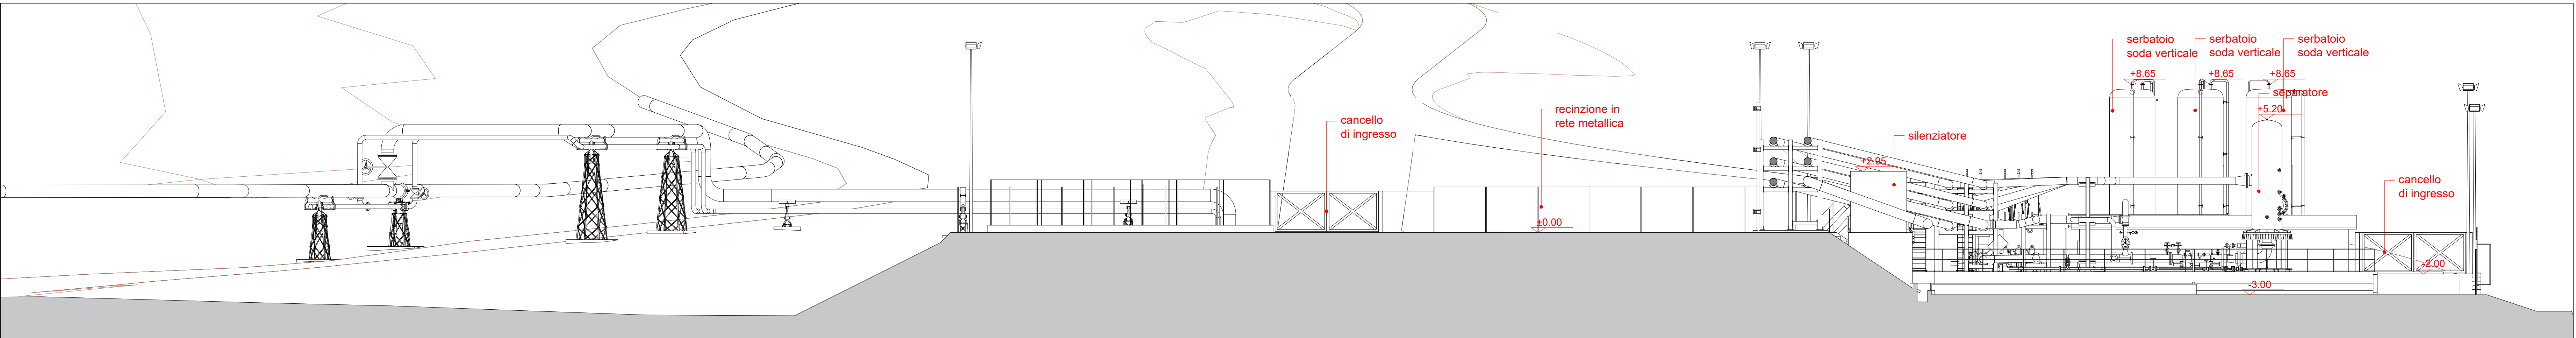 serbatoio
soda verticale
serbatoio
soda verticale
serbatoio
soda verticale
+8.65
+8.65
+8.65
separatore
+5.20
recinzione in
rete metallica
cancello
di ingresso
silenziatore
+2.95
cancello
di ingresso
±0.00
-2.00
-3.00